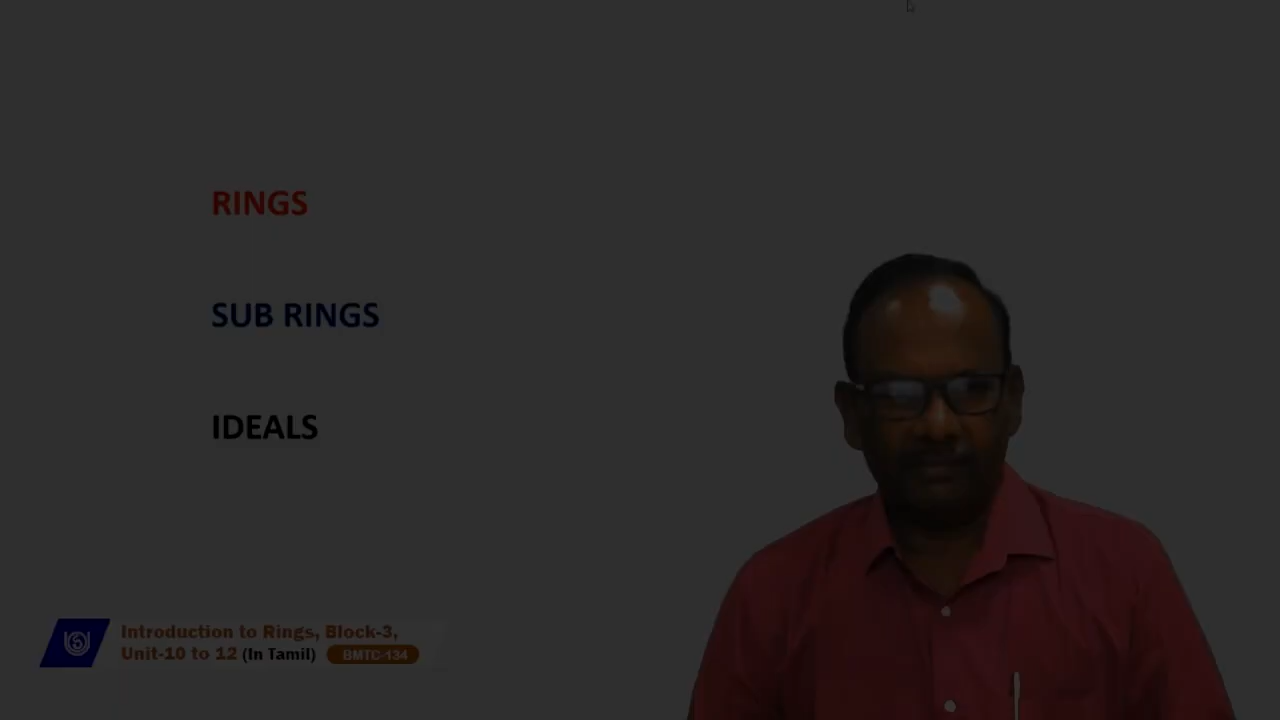 RINGS
SUB RINGS
IDEALS
Introduction to Rings, Block-3,
Unit-10 to 12 (In Tamil) BMTC-134